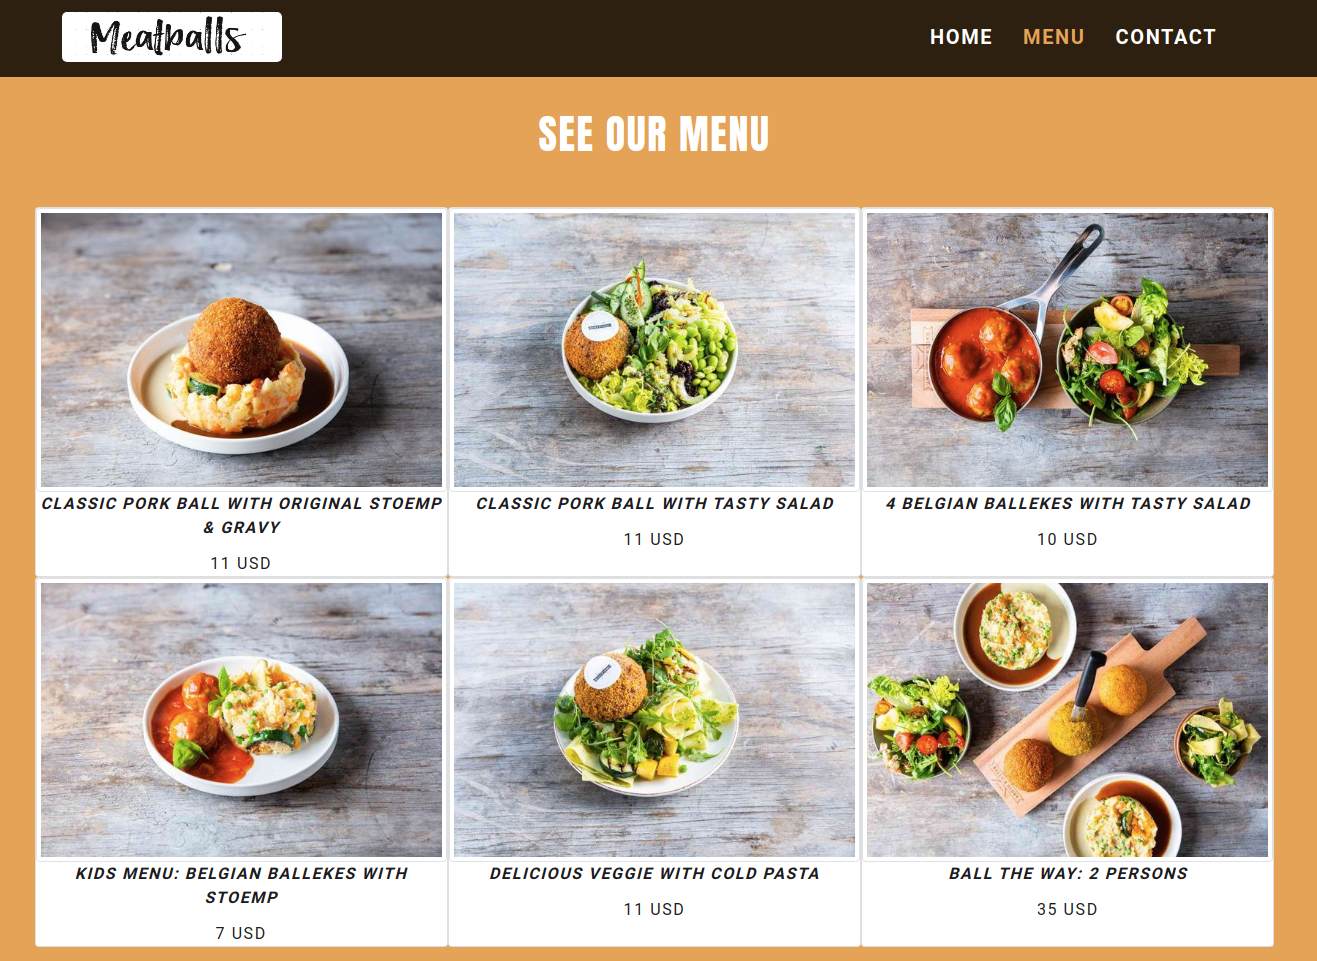 Meatballs
HOME MENU CONTACT
SEE OUR MENU
CLASSIC PORK BALL WITH ORIGINAL STOEMP
& GRAVY
11 USD
CLASSIC PORK BALL WITH TASTY SALAD
11 USD
4 BELGIAN BALLEKES WITH TASTY SALAD
10 USD
KIDS MENU: BELGIAN BALLEKES WITH
STOEMP
7 USD
DELICIOUS VEGGIE WITH COLD PASTA
11 USD
BALL THE WAY: 2 PERSONS
35 USD